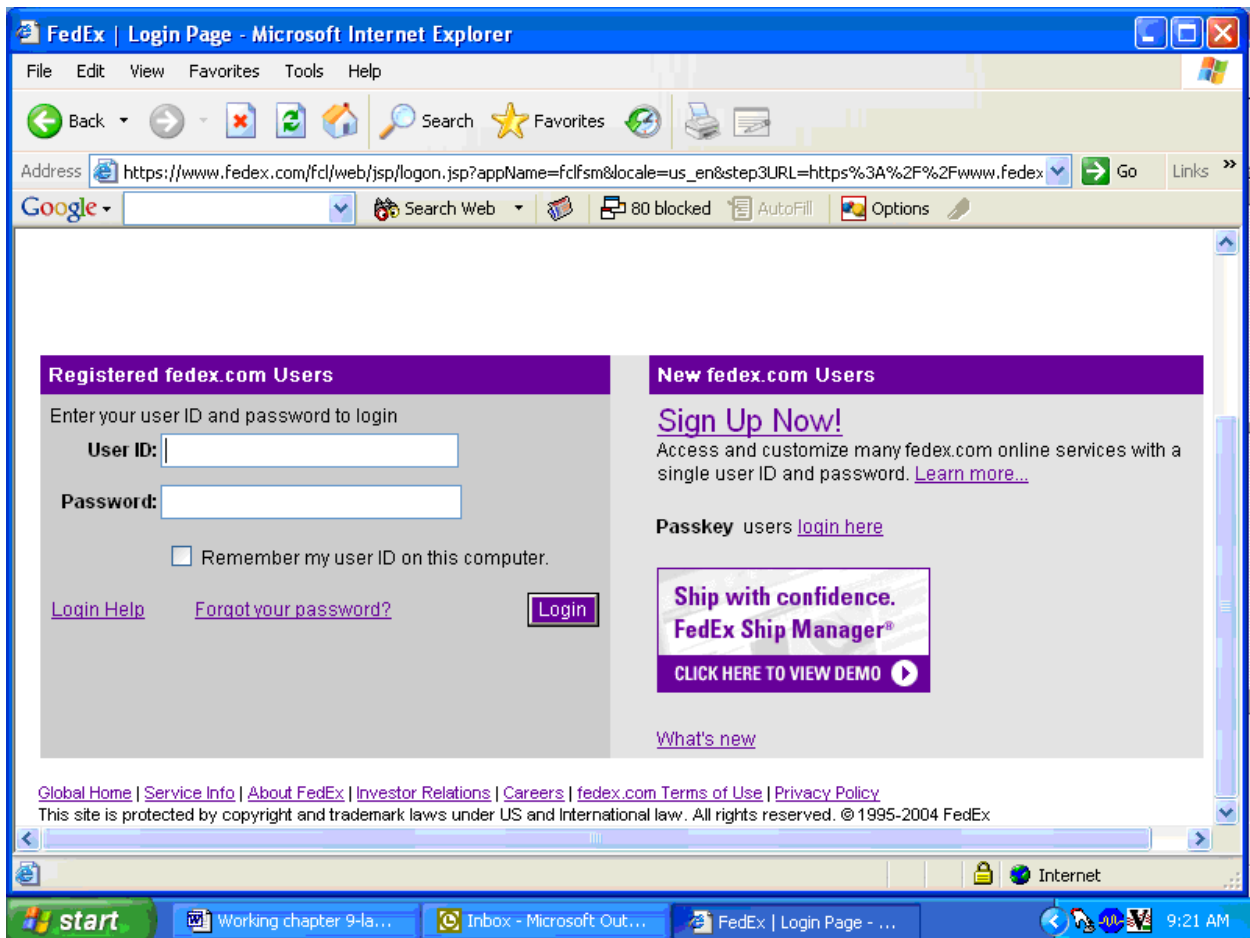 FedEx | Login Page - Microsoft Internet Explorer
File Edit View Favorites Tools Help
Back Search Favorites
Address https://www.fedex.com/fcl/web/jsp/logon.jsp?appName=fclfsm&locale=us_en&step3URL=https%3A%2F%2Fwww.fedex Go Links »
Google Search Web 80 blocked AutoFill Options
Registered fedex.com Users
Enter your user ID and password to login
User ID:
Password:
Remember my user ID on this computer.
Login Help Forgot your password? Login
New fedex.com Users
Sign Up Now!
Access and customize many fedex.com online services with a
single user ID and password. Learn more...
Passkey users login here
Ship with confidence.
FedEx Ship Manager®
CLICK HERE TO VIEW DEMO
What's new
Global Home | Service Info | About FedEx | Investor Relations | Careers | fedex.com Terms of Use | Privacy Policy
This site is protected by copyright and trademark laws under US and International law. All rights reserved. © 1995-2004 FedEx
Internet
start Working chapter 9-la... Inbox - Microsoft Out... FedEx | Login Page - ... 9:21 AM